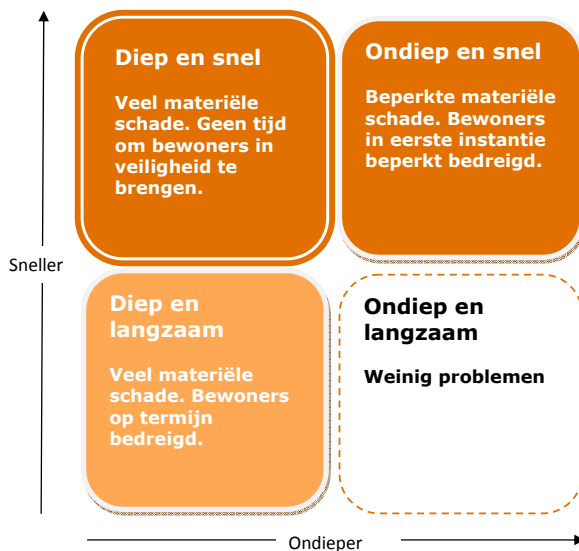 Diep en snel
Veel materiële
schade. Geen tijd
om bewoners in
veiligheid te
brengen.
Ondiep en snel
Beperkte materiële
schade. Bewoners
in eerste instantie
beperkt bedreigd.
Sneller
Diep en
langzaam
Veel materiële
schade. Bewoners
op termijn
bedreigd.
Ondiep en
langzaam
Weinig problemen
Ondieper